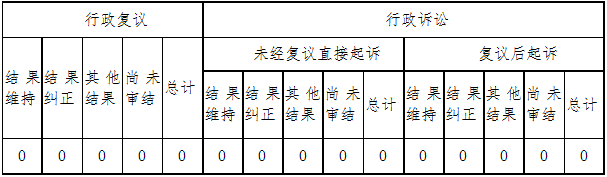 行政复议 行政诉讼
未经复议直接起诉 复议后起诉
结果维持 结果纠正 其他结果 尚未审结 总计 结果维持 结果纠正 其他结果 尚未审结 总计 结果维持 结果纠正 其他结果 尚未审结 总计
0 0 0 0 0 0 0 0 0 0 0 0 0 0 0